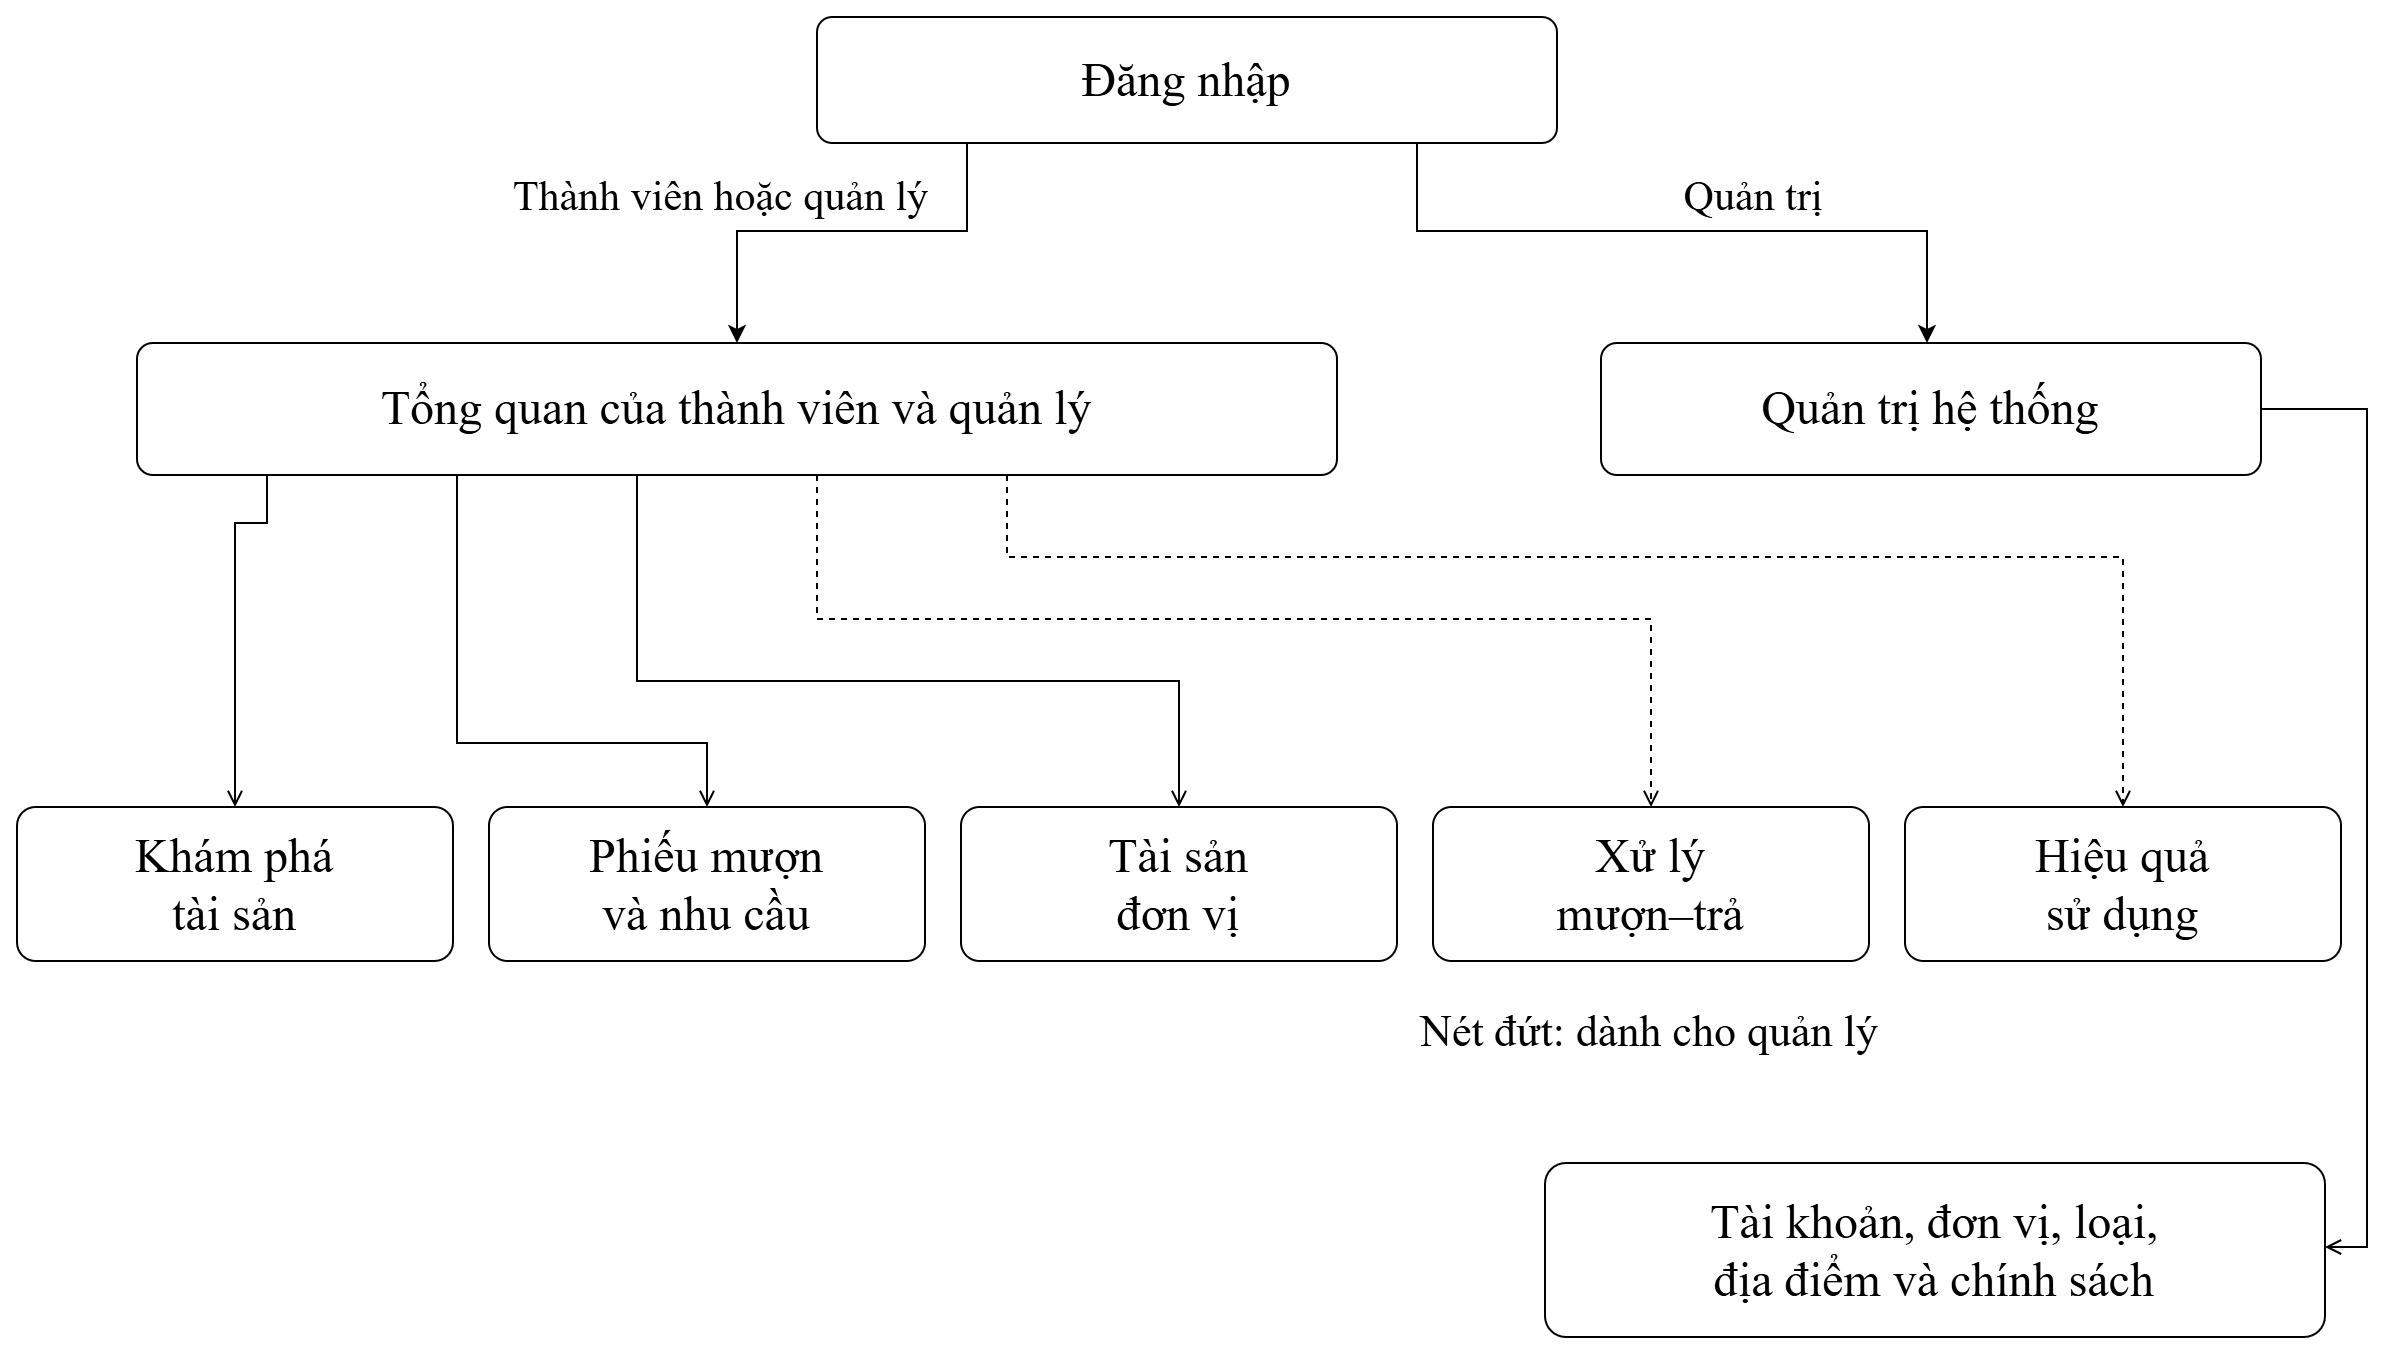 Đăng nhập
Thành viên hoặc quản lý
Quản trị
Tổng quan của thành viên và quản lý
Quản trị hệ thống
Khám phá
tài sản
Phiếu mượn
và nhu cầu
Tài sản
đơn vị
Xử lý
mượn–trả
Hiệu quả
sử dụng
Nét đứt: dành cho quản lý
Tài khoản, đơn vị, loại,
địa điểm và chính sách